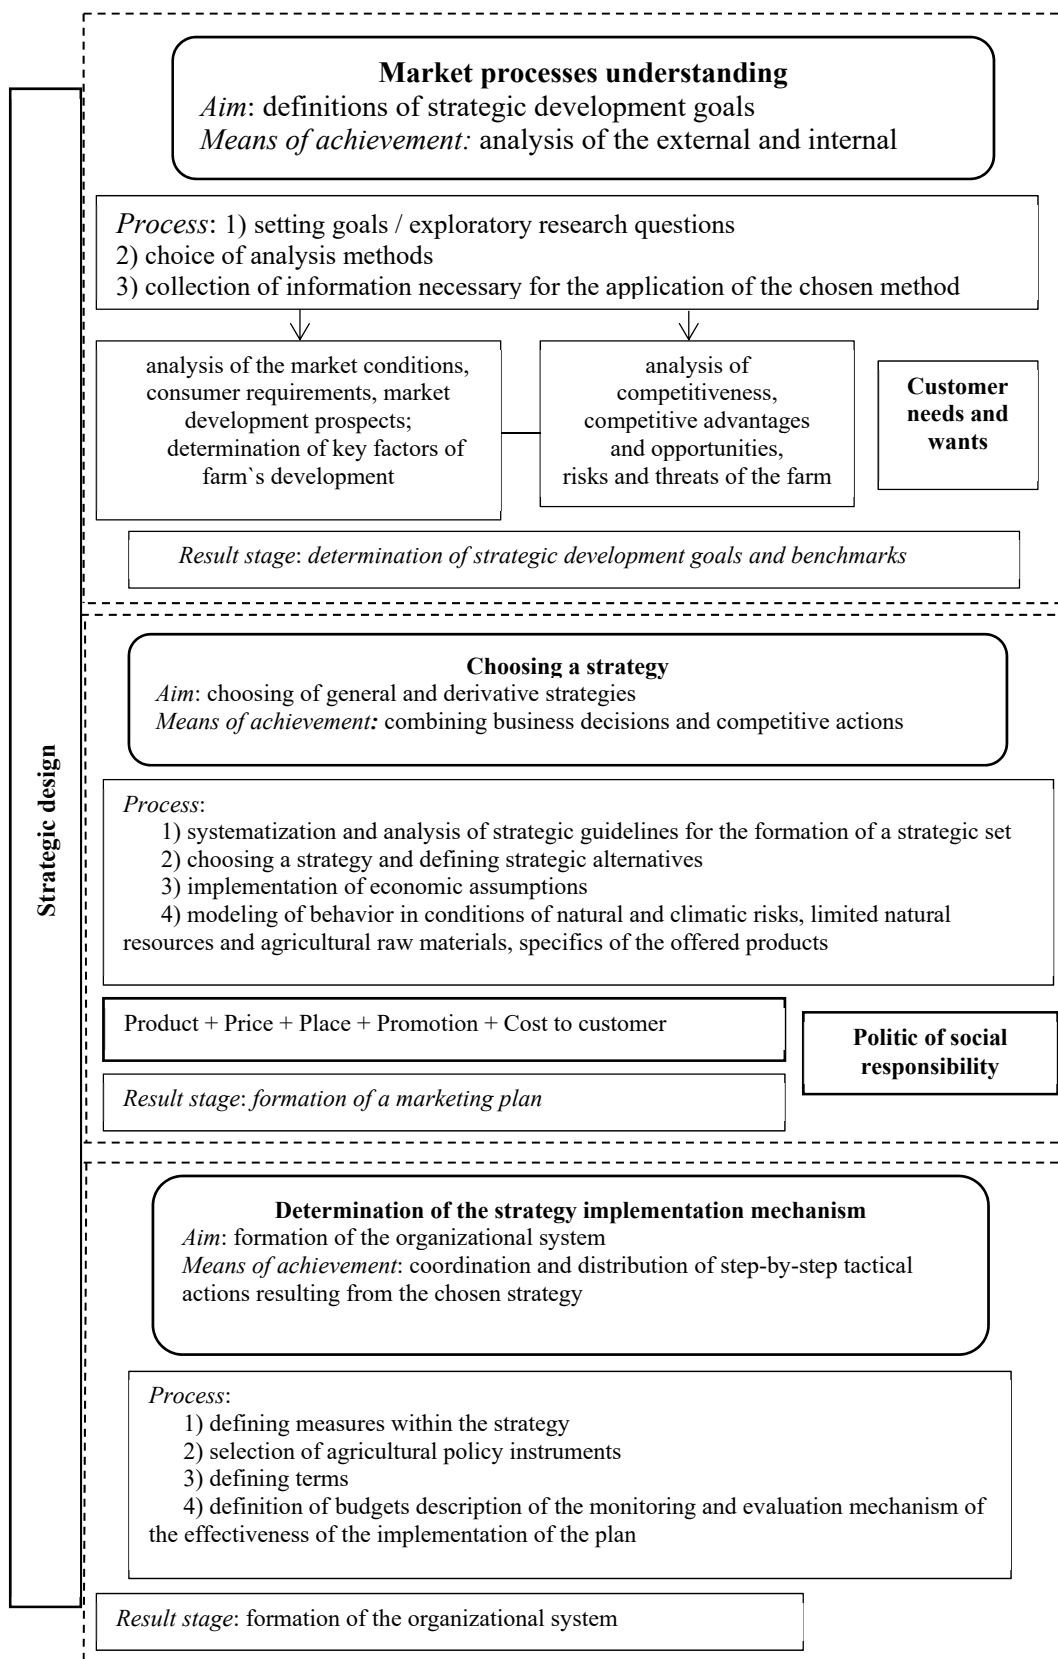 Strategic design
Market processes understanding
Aim: definitions of strategic development goals
Means of achievement: analysis of the external and internal
Process: 1) setting goals / exploratory research questions
2) choice of analysis methods
3) collection of information necessary for the application of the chosen method
analysis of the market conditions,
consumer requirements, market
development prospects;
determination of key factors of
farm`s development
analysis of
competitiveness,
competitive advantages
and opportunities,
risks and threats of the farm
Customer
needs and
wants
Result stage: determination of strategic development goals and benchmarks
Choosing a strategy
Aim: choosing of general and derivative strategies
Means of achievement: combining business decisions and competitive actions
Process:
1) systematization and analysis of strategic guidelines for the formation of a strategic set
2) choosing a strategy and defining strategic alternatives
3) implementation of economic assumptions
4) modeling of behavior in conditions of natural and climatic risks, limited natural
resources and agricultural raw materials, specifics of the offered products
Product + Price + Place + Promotion + Cost to customer
Politic of social
responsibility
Result stage: formation of a marketing plan
Determination of the strategy implementation mechanism
Aim: formation of the organizational system
Means of achievement: coordination and distribution of step-by-step tactical
actions resulting from the chosen strategy
Process:
1) defining measures within the strategy
2) selection of agricultural policy instruments
3) defining terms
4) definition of budgets description of the monitoring and evaluation mechanism of
the effectiveness of the implementation of the plan
Result stage: formation of the organizational system